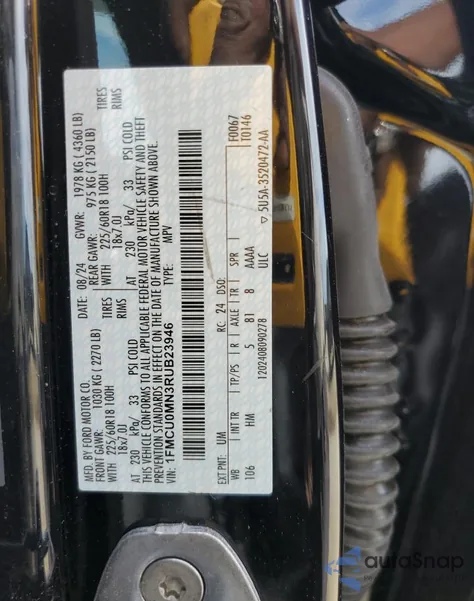 MFD. BY FORD MOTOR CO. 08/24 GVWR: 1978 KG ( 4360 LB)
FRONT GAWR: 1030 KG ( 2270 LB) REAR GAWR: 975 KG ( 2150 LB)
WITH 225/60R18 100H TIRES WITH 225/60R18 100H TIRES
18x7.0J RIMS 18x7.0J RIMS
AT 230 kPa/ 33 PSI COLD AT 230 kPa/ 33 PSI COLD
THIS VEHICLE CONFORMS TO ALL APPLICABLE FEDERAL MOTOR VEHICLE SAFETY AND THEFT
PREVENTION STANDARDS IN EFFECT ON THE DATE OF MANUFACTURE SHOWN ABOVE.
VIN: 1FMCU0MN3RUB23946 TYPE: MPV
F0067
T0146
EXT PNT: UM RC: 24 DSO:
WB INT TR TP/PS R AXLE TR SPR
106 HM 5 B1 8 AAAA
ULC
1202408090278
5U5A-3520472-AA
autoSnap